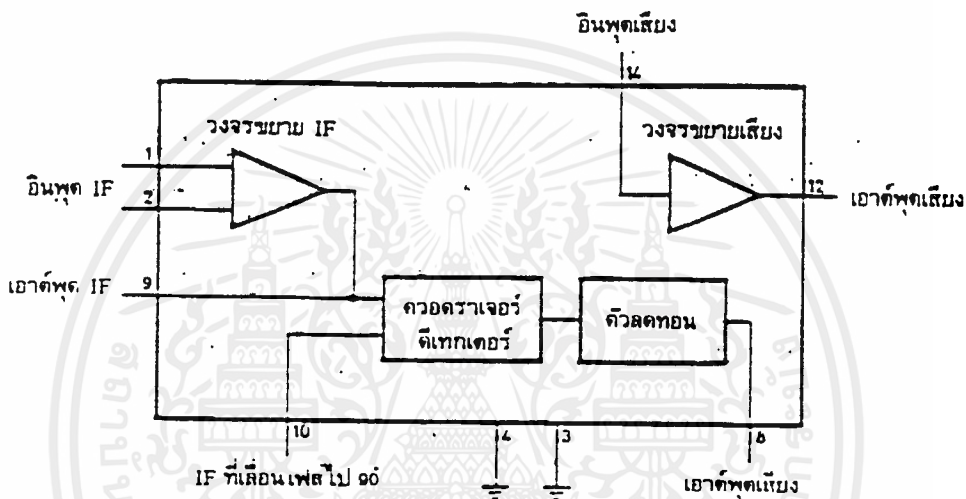 อินพุตเสียง
14
วงจรขยาย IF
วงจรขยายเสียง
1
อินพุต IF
2
12
เอาต์พุตเสียง
เอาต์พุต IF
9
ควอดราเจอร์
ดีเทกเตอร์
ตัวลดทอน
10
4
3
8
IF ที่เลื่อนเฟสไป 90°
เอาต์พุตเสียง